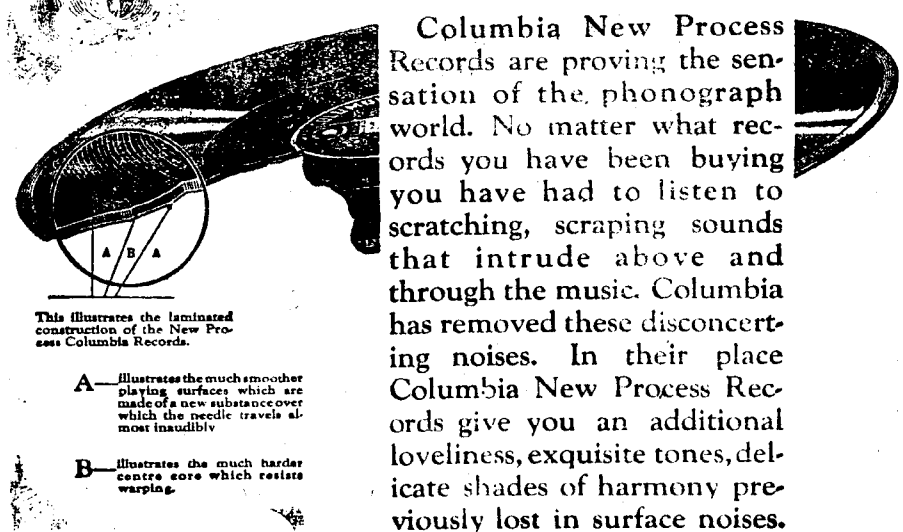 A B A
This illustrates the laminated
construction of the New Pro-
cess Columbia Records.
A—illustrates the much smoother
playing surfaces which are
made of a new substance over
which the needle travels al-
most inaudibly
B—illustrates the much harder
centre core which resists
warping.
Columbia New Process
Records are proving the sen-
sation of the phonograph
world. No matter what rec-
ords you have been buying
you have had to listen to
scratching, scraping sounds
that intrude above and
through the music. Columbia
has removed these disconcert-
ing noises. In their place
Columbia New Process Rec-
ords give you an additional
loveliness, exquisite tones, del-
icate shades of harmony pre-
viously lost in surface noises.